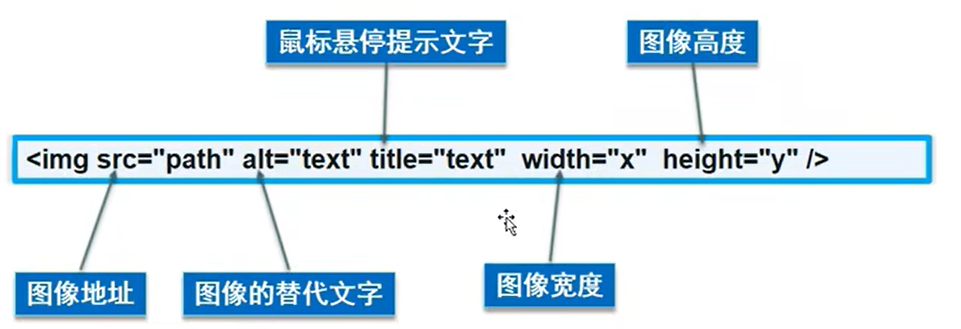 鼠标悬停提示文字
图像高度
<img src="path" alt="text" title="text"  width="x"  height="y" />
图像地址
图像的替代文字
图像宽度